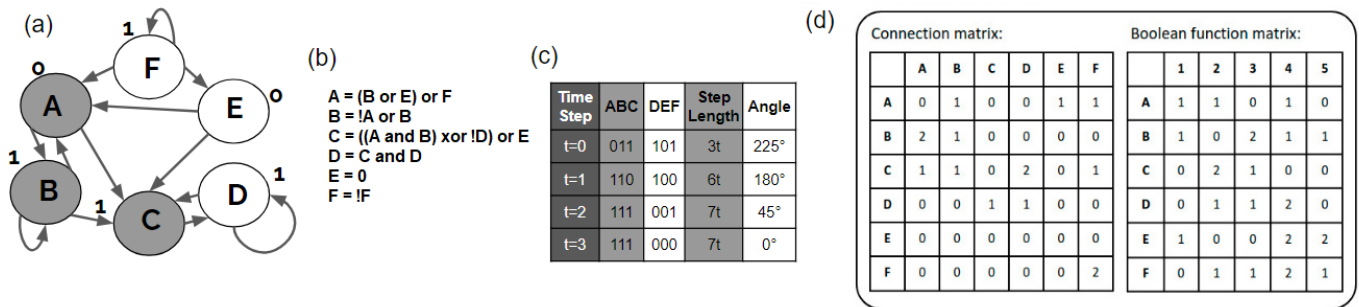 (a)
1
F
0
A
E
0
1
B
1
C
D
1
(b)
A = (B or E) or F
B = !A or B
C = ((A and B) xor !D) or E
D = C and D
E = 0
F = !F
(c)
Time Step ABC DEF Step Length Angle
t=0 011 101 3t 225°
t=1 110 100 6t 180°
t=2 111 001 7t 45°
t=3 111 000 7t 0°
(d)
Connection matrix:
A B C D E F
A 0 1 0 0 1 1
B 2 1 0 0 0 0
C 1 1 0 2 0 1
D 0 0 1 1 0 0
E 0 0 0 0 0 0
F 0 0 0 0 0 2
Boolean function matrix:
1 2 3 4 5
A 1 1 0 1 0
B 1 0 2 1 1
C 0 2 1 0 0
D 0 1 1 2 0
E 1 0 0 2 2
F 0 1 1 2 1